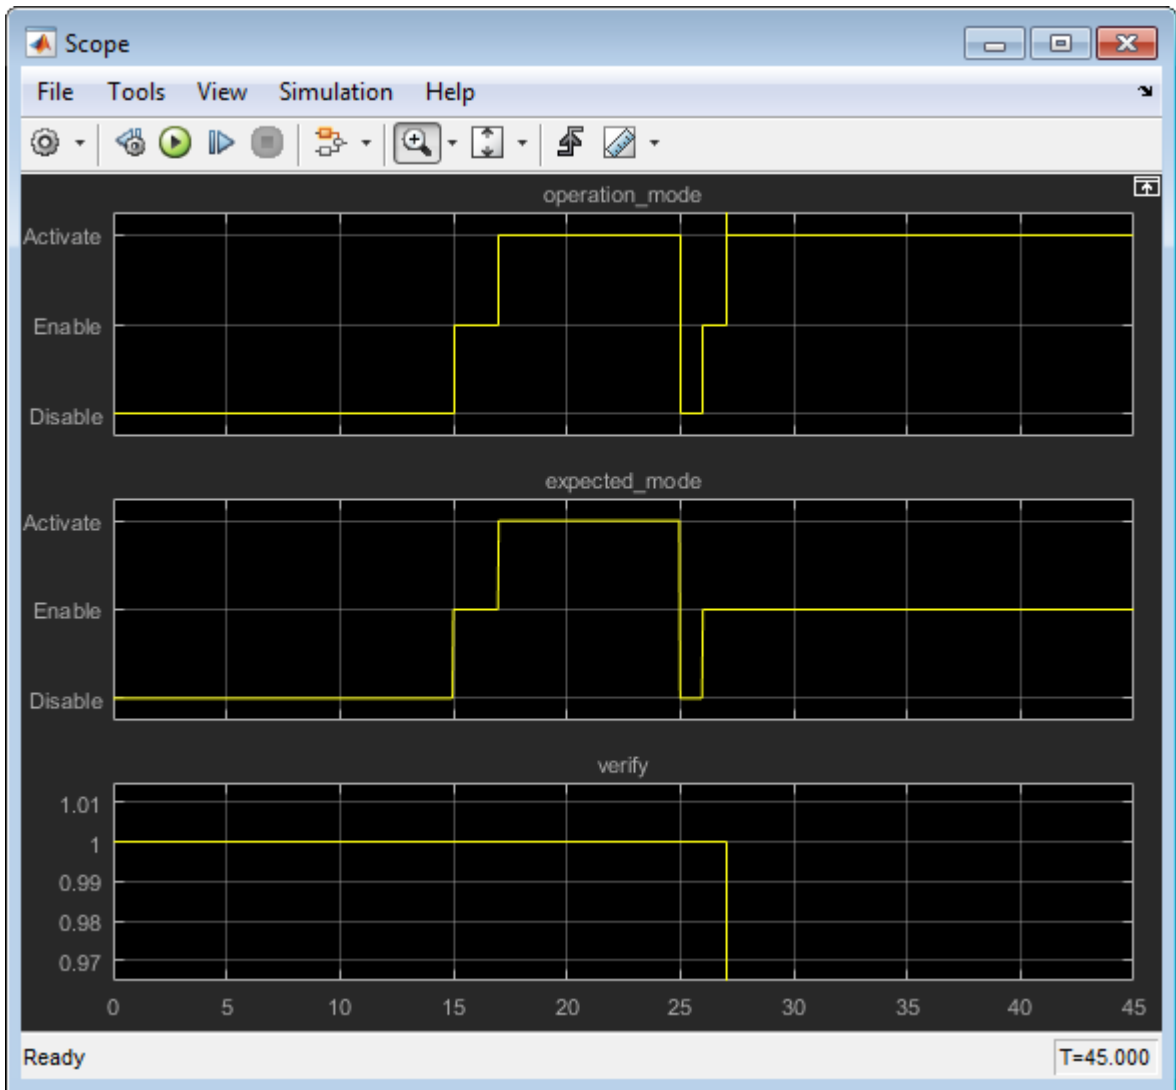 Scope
File Tools View Simulation Help
operation_mode
Activate
Enable
Disable
expected_mode
Activate
Enable
Disable
verify
1.01
1
0.99
0.98
0.97
0 5 10 15 20 25 30 35 40 45
Ready T=45.000